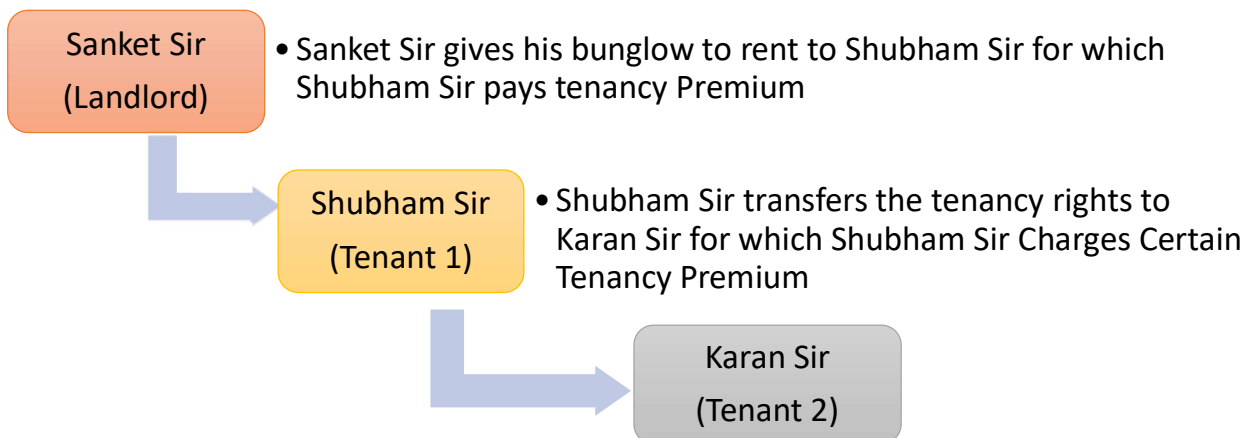 Sanket Sir
(Landlord)
• Sanket Sir gives his bunglow to rent to Shubham Sir for which
Shubham Sir pays tenancy Premium
Shubham Sir
(Tenant 1)
• Shubham Sir transfers the tenancy rights to
Karan Sir for which Shubham Sir Charges Certain
Tenancy Premium
Karan Sir
(Tenant 2)